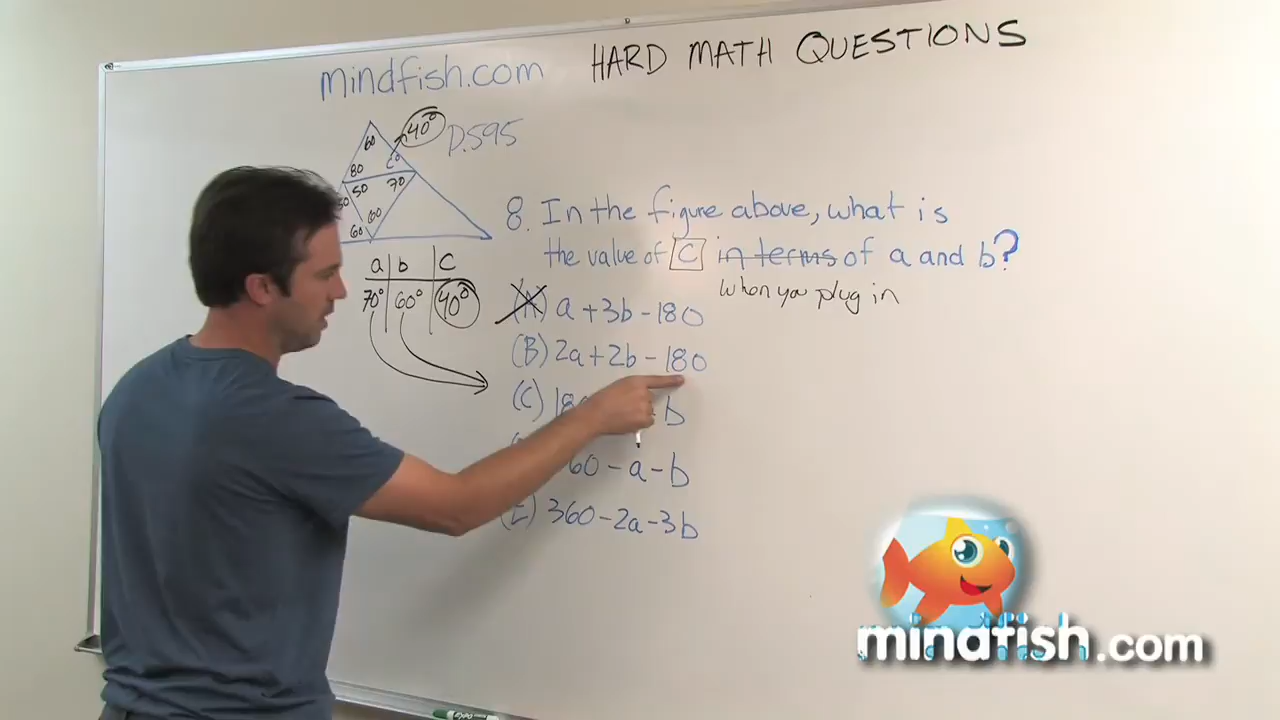 HARD MATH QUESTIONS
mindfish.com
40°
P.595
60
80
c°
50
70
50
60
60
8. In the figure above, what is
the value of C in terms of a and b?
when you plug in
a b C
70° 60° 40°
(A) a + 3b - 180
(B) 2a + 2b - 180
(C) 180 - b
60 - a - b
(E) 360 - 2a - 3b
mindfish.com